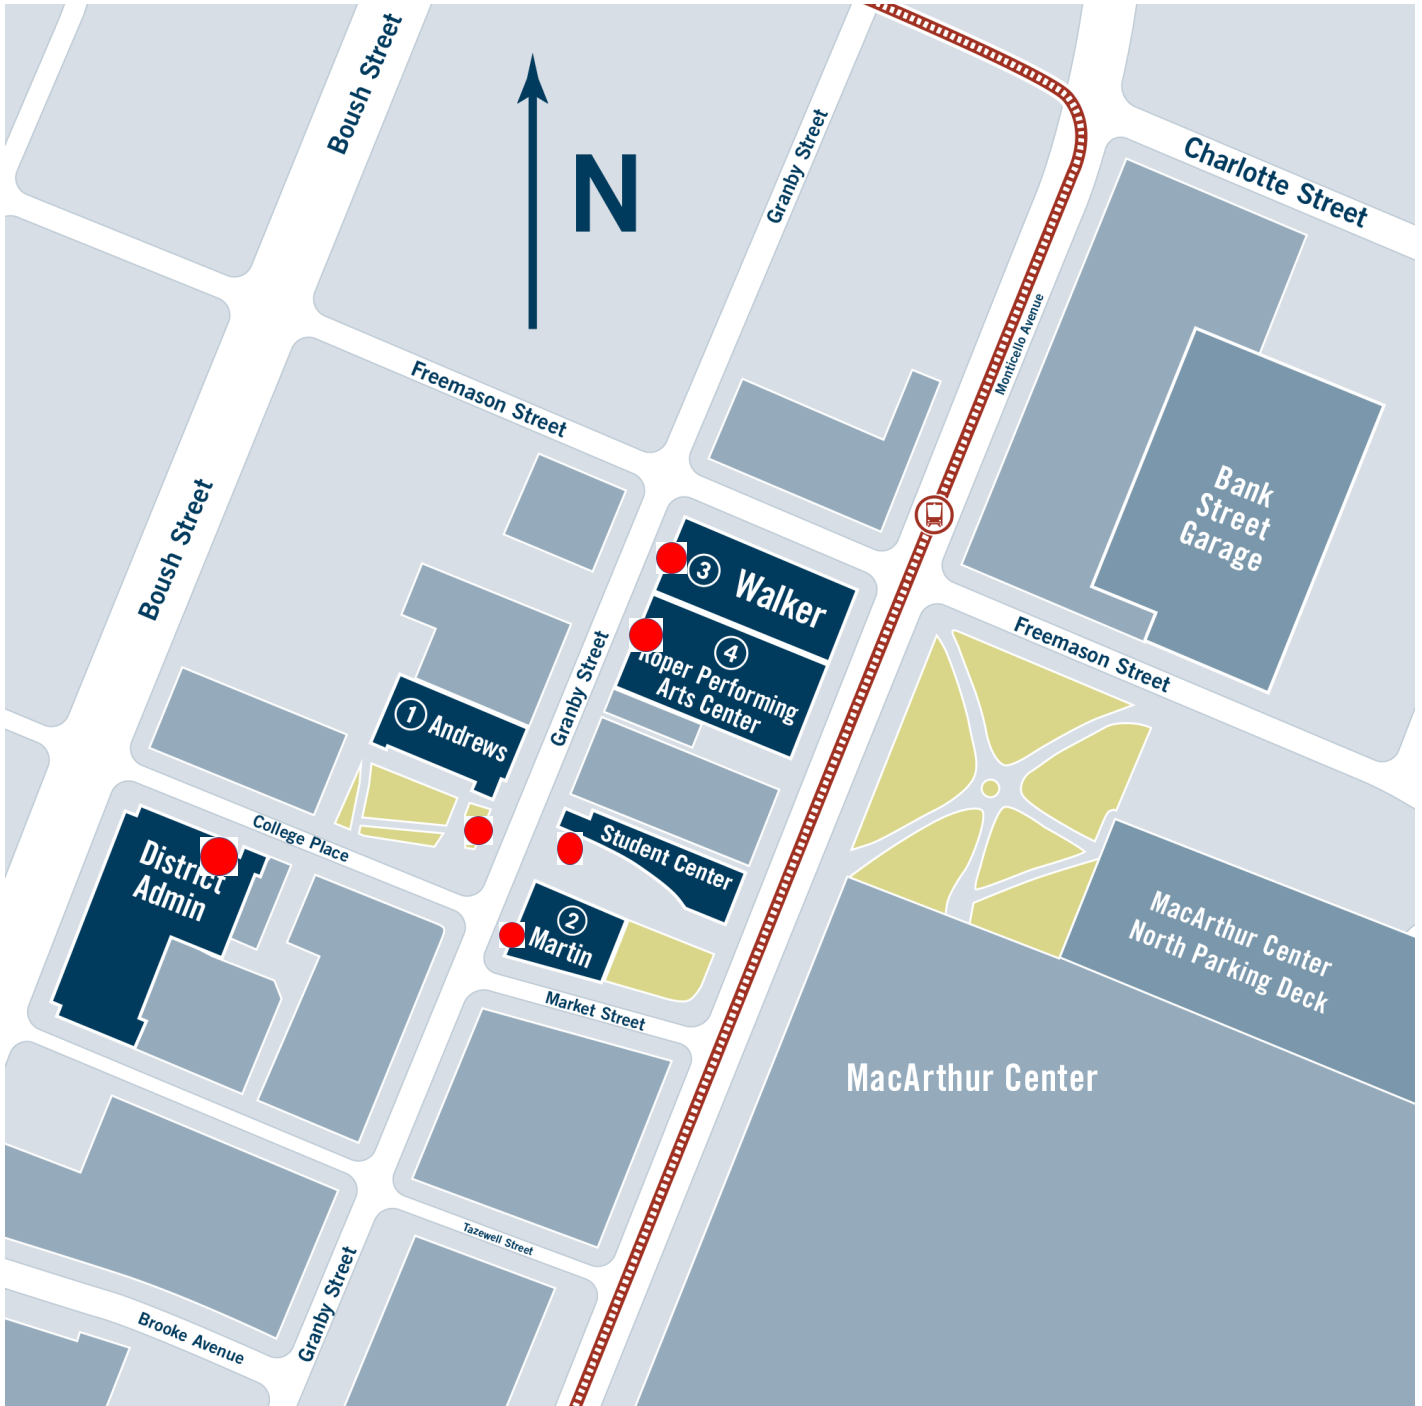 Boush Street
N
Granby Street
Charlotte Street
Monticello Avenue
Freemason Street
Bank
Street
Garage
Boush Street
3 Walker
4
Roper Performing
Arts Center
Freemason Street
Granby Street
1 Andrews
College Place
District
Admin
Student Center
2
Martin
MacArthur Center
North Parking Deck
Market Street
MacArthur Center
Tazewell Street
Granby Street
Brooke Avenue